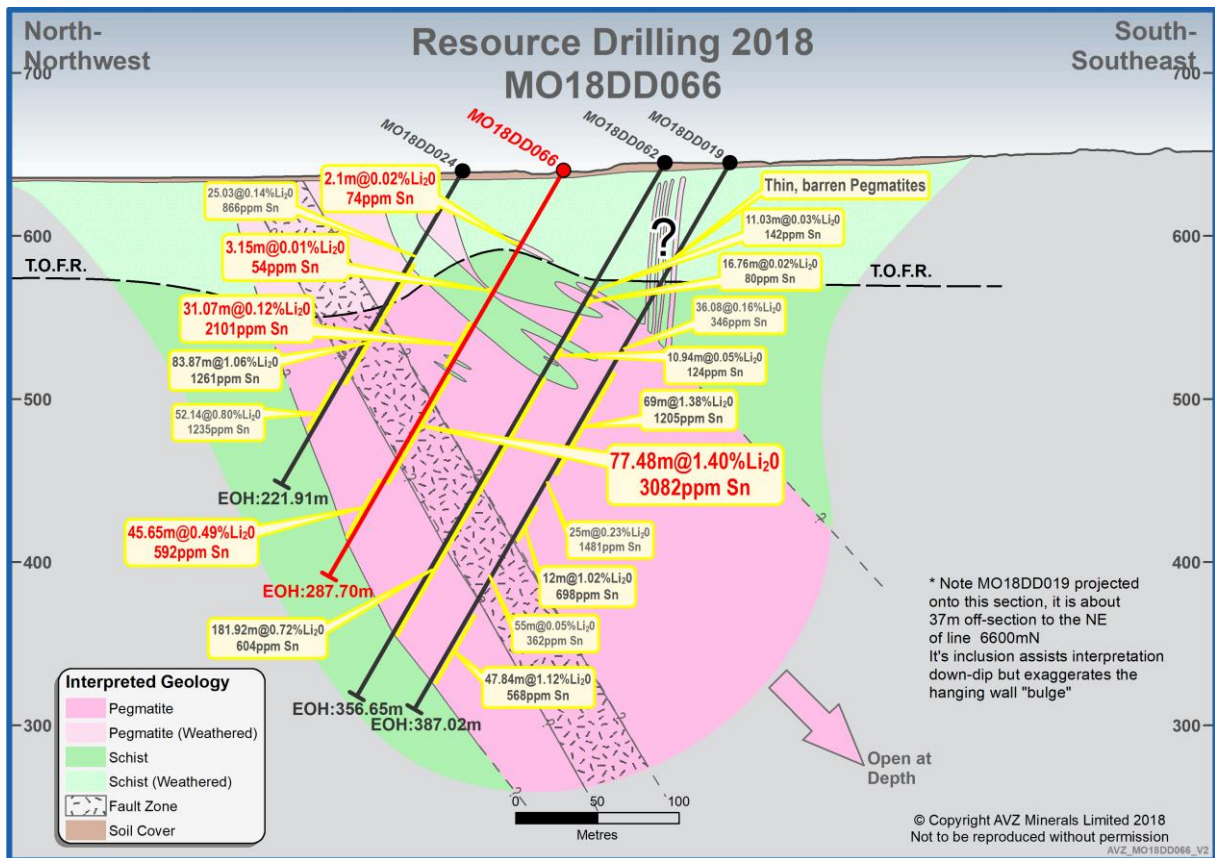 North-
Northwest
Resource Drilling 2018
MO18DD066
South-
Southeast
700
700
MO18DD024
MO18DD066
MO18DD062
MO18DD019
25.03@0.14%Li₂0
866ppm Sn
2.1m@0.02%Li₂0
74ppm Sn
Thin, barren Pegmatites
11.03m@0.03%Li₂0
142ppm Sn
600
600
?
3.15m@0.01%Li₂0
54ppm Sn
16.76m@0.02%Li₂0
80ppm Sn
T.O.F.R.
T.O.F.R.
31.07m@0.12%Li₂0
2101ppm Sn
36.08@0.16%Li₂0
346ppm Sn
83.87m@1.06%Li₂0
1261ppm Sn
10.94m@0.05%Li₂0
124ppm Sn
500
500
52.14@0.80%Li₂0
1235ppm Sn
69m@1.38%Li₂0
1205ppm Sn
77.48m@1.40%Li₂0
3082ppm Sn
EOH:221.91m
45.65m@0.49%Li₂0
592ppm Sn
25m@0.23%Li₂0
1481ppm Sn
400
400
EOH:287.70m
12m@1.02%Li₂0
698ppm Sn
181.92m@0.72%Li₂0
604ppm Sn
55m@0.05%Li₂0
362ppm Sn
47.84m@1.12%Li₂0
568ppm Sn
* Note MO18DD019 projected
onto this section, it is about
37m off-section to the NE
of line 6600mN
It's inclusion assists interpretation
down-dip but exaggerates the
hanging wall "bulge"
EOH:356.65m
EOH:387.02m
300
300
Open at
Depth
Interpreted Geology
Pegmatite
Pegmatite (Weathered)
Schist
Schist (Weathered)
Fault Zone
Soil Cover
0 50 100
Metres
© Copyright AVZ Minerals Limited 2018
Not to be reproduced without permission
AVZ_MO18DD066_V2